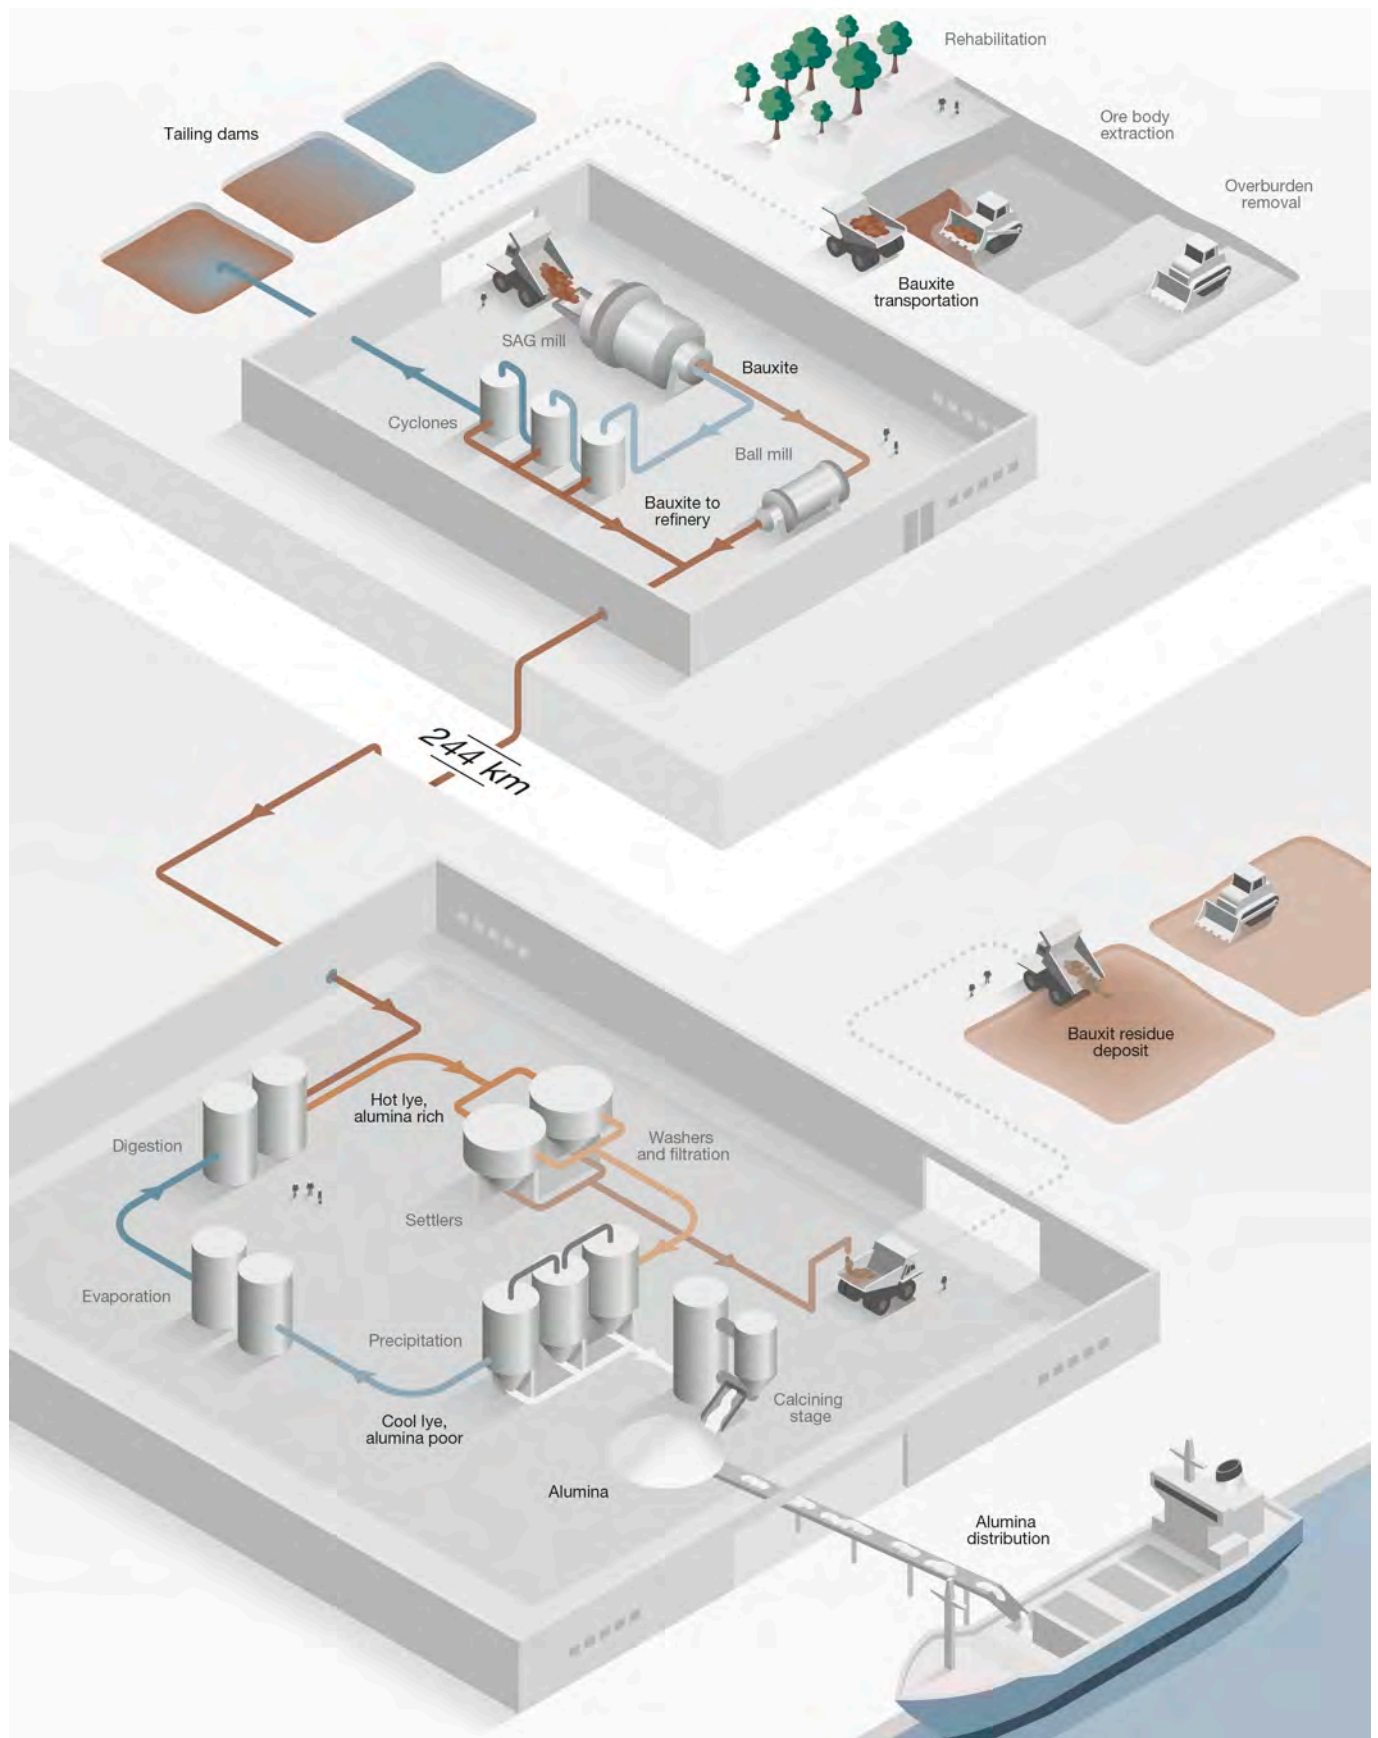 Rehabilitation
Ore body
extraction
Tailing dams
Overburden
removal
Bauxite
transportation
SAG mill
Bauxite
Cyclones
Ball mill
Bauxite to
refinery
244 km
Bauxit residue
deposit
Hot lye,
alumina rich
Digestion
Washers
and filtration
Settlers
Evaporation
Precipitation
Calcining
stage
Cool lye,
alumina poor
Alumina
Alumina
distribution